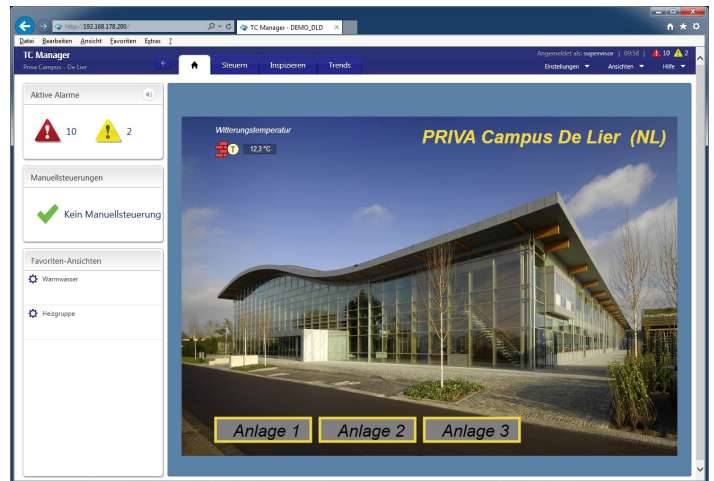 http://192.168.178.200/
TC Manager - DEMO_DLD
Datei Bearbeiten Ansicht Favoriten Extras ?
TC Manager
Priva Campus - De Lier
Angemeldet als: supervisor | 09:58 | 10 2
Steuern Inspizieren Trends
Einstellungen Ansichten Hilfe
Aktive Alarme
10 2
Manuellsteuerungen
Kein Manuellsteuerung
Favoriten-Ansichten
Warmwasser
Heizgruppe
Witterungstemperatur
T 12,3 °C
PRIVA Campus De Lier (NL)
Anlage 1 Anlage 2 Anlage 3